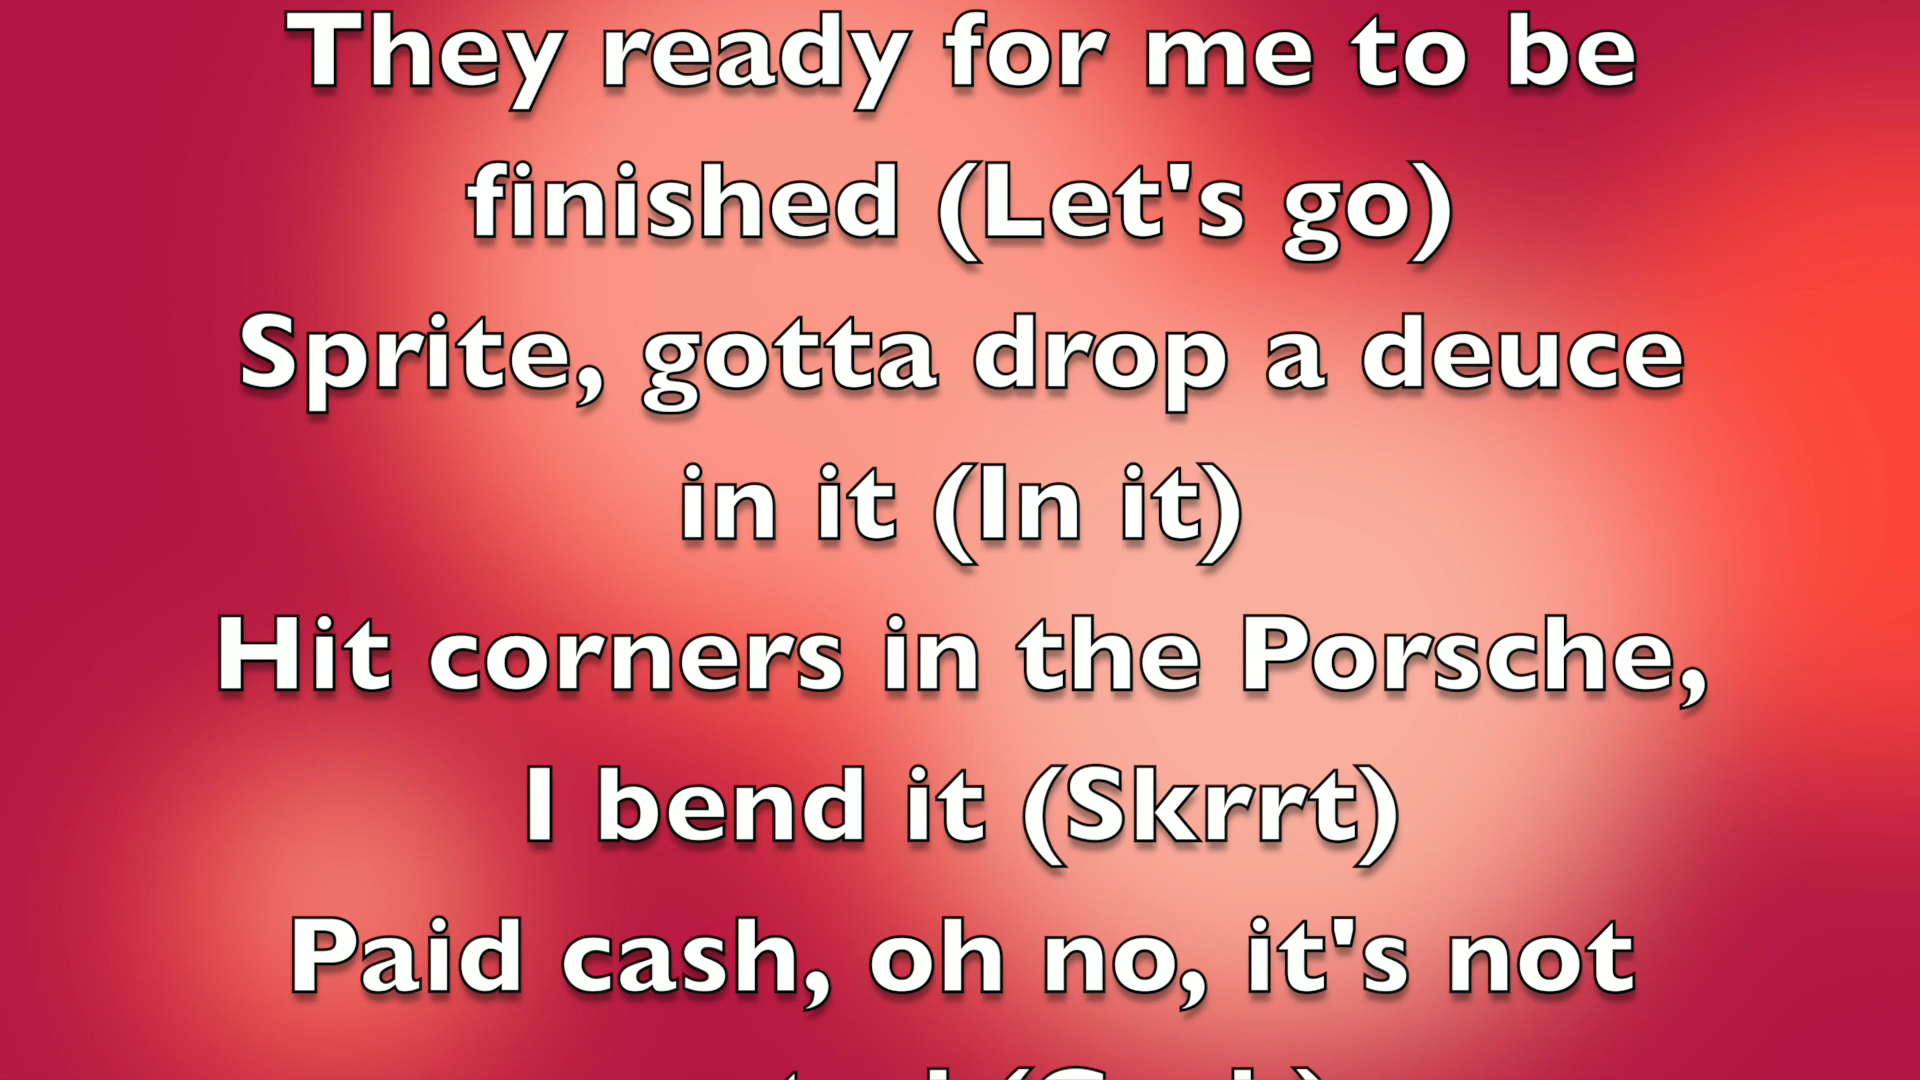 They ready for me to be
finished (Let's go)
Sprite, gotta drop a deuce
in it (In it)
Hit corners in the Porsche,
I bend it (Skrrt)
Paid cash, oh no, it's not